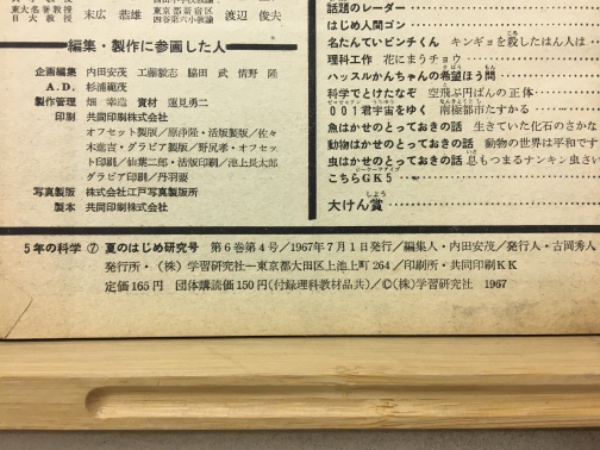 東大名誉教授 末広 恭雄
日大教授
東京都新宿区
四谷第六小教諭 渡辺 俊夫
編集・製作に参画した人
企画編集 内田安茂 工藤毅志 脇田 武 情野 陞
A.D. 杉浦範茂
製作管理 畑 幸造 資材 蓮見勇二
印刷 共同印刷株式会社
オフセット製版/原浄隆・活版製版/佐々
木竜吉・グラビア製版/野尻孝・オフセッ
ト印刷/仙葉二郎・活版印刷/池上長太郎
グラビア印刷/丹羽要
写真製版 株式会社江戸写真製版所
製本 共同印刷株式会社
話題のレーダー
はじめ人間ゴン
名たんていピンチくん キンギョを殺したはん人は
理科工作 花にまうチョウ
ハッスルかんちゃんの希望ほう問
科学でとけたなぞ 空飛ぶ円ばんの正体
001君宇宙をゆく 南極都市たすかる
魚はかせのとっておきの話 生きていた化石のさかな
動物はかせのとっておきの話 動物の世界は平和です
虫はかせのとっておきの話 息もつまるナンキン虫さい
こちらGK5
大けん賞
5年の科学 ⑦ 夏のはじめ研究号 第6巻第4号/1967年7月1日発行/編集人・内田安茂/発行人・古岡秀人
発行所・(株)学習研究社―東京都大田区上池上町264/印刷所・共同印刷KK
定価165円 団体購読価150円(付録理科教材品共)/©(株)学習研究社 1967